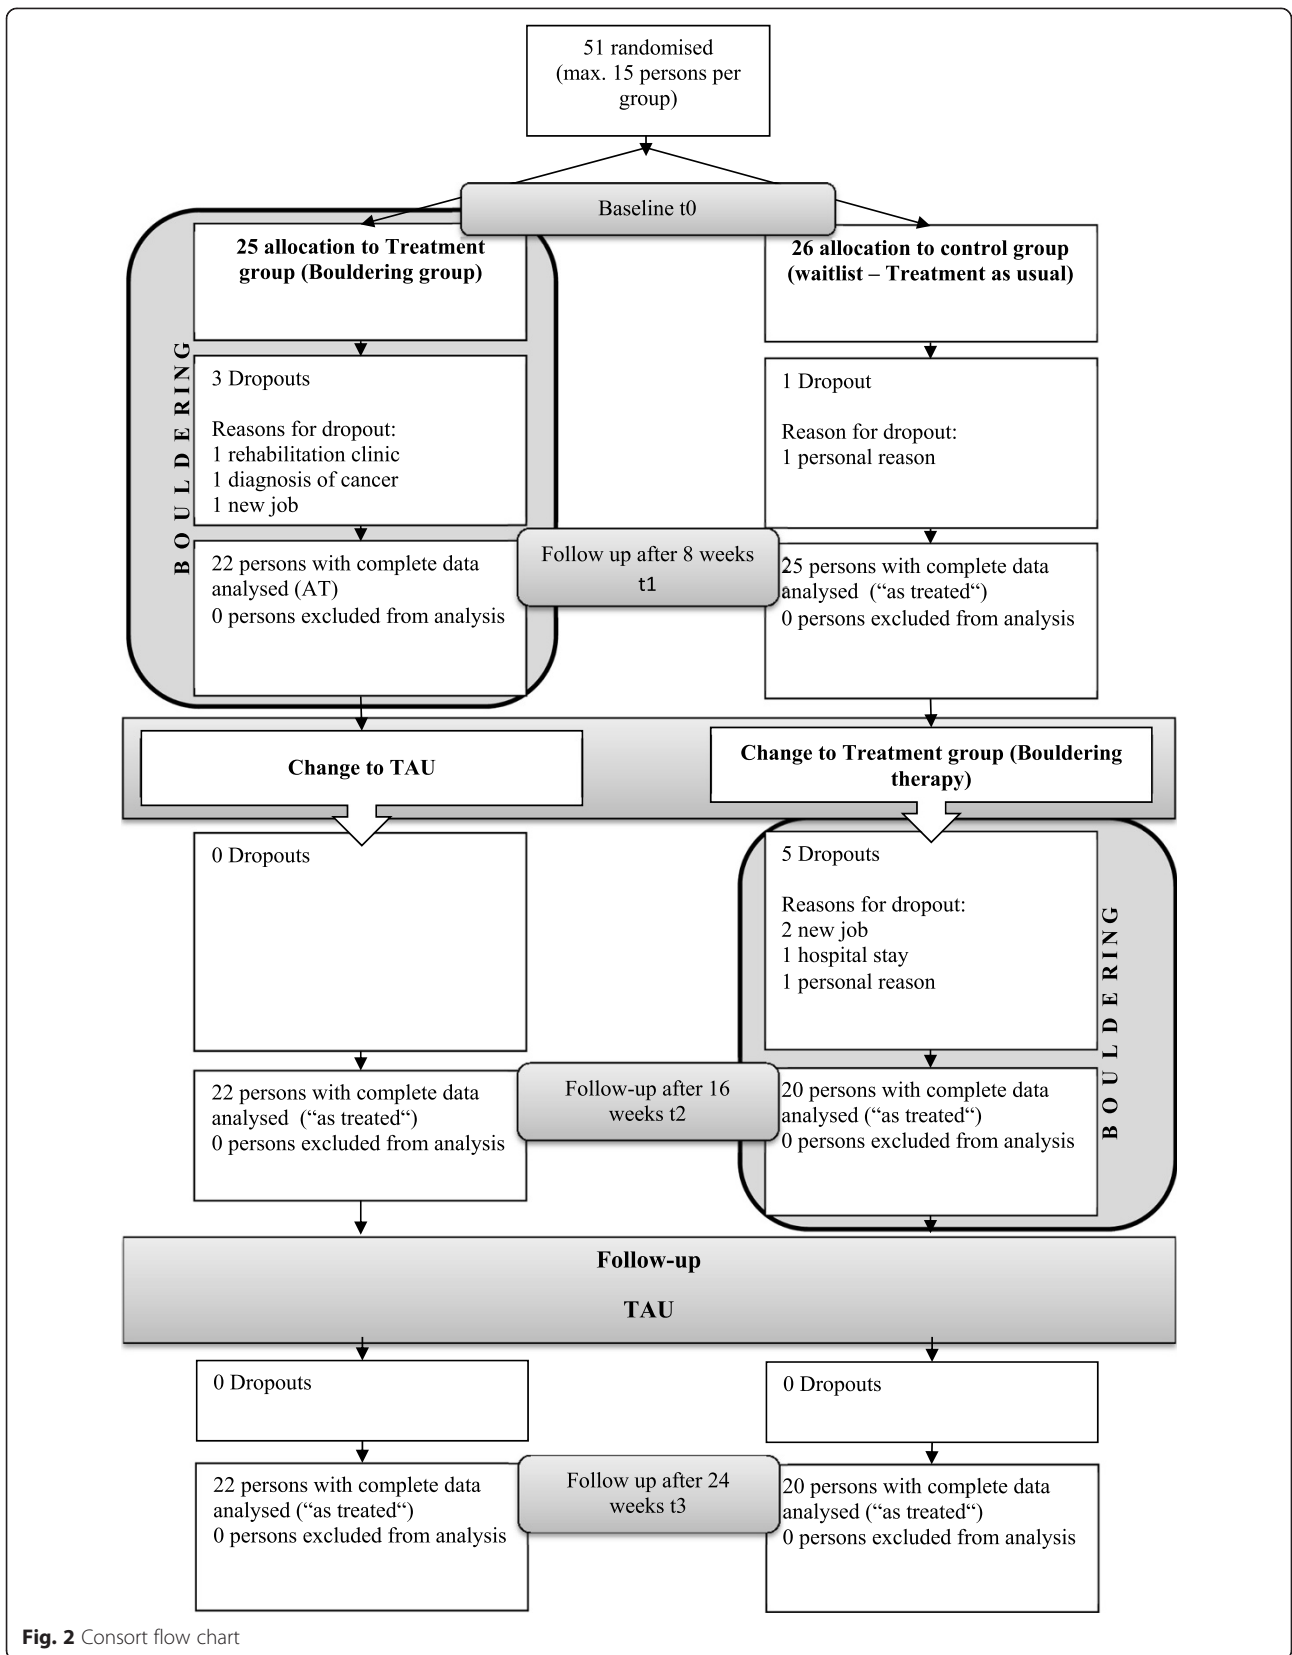 51 randomised
(max. 15 persons per
group)
Baseline t0
25 allocation to Treatment
group (Bouldering group)
26 allocation to control group
(waitlist – Treatment as usual)
BOULDERING
3 Dropouts
Reasons for dropout:
1 rehabilitation clinic
1 diagnosis of cancer
1 new job
1 Dropout
Reason for dropout:
1 personal reason
22 persons with complete data
analysed (AT)
0 persons excluded from analysis
Follow up after 8 weeks
t1
25 persons with complete data
analysed (“as treated“)
0 persons excluded from analysis
Change to TAU
Change to Treatment group (Bouldering
therapy)
0 Dropouts
5 Dropouts
Reasons for dropout:
2 new job
1 hospital stay
1 personal reason
BOULDERING
22 persons with complete data
analysed (“as treated“)
0 persons excluded from analysis
Follow-up after 16
weeks t2
20 persons with complete data
analysed (“as treated“)
0 persons excluded from analysis
Follow-up
TAU
0 Dropouts
0 Dropouts
22 persons with complete data
analysed (“as treated“)
0 persons excluded from analysis
Follow up after 24
weeks t3
20 persons with complete data
analysed (“as treated“)
0 persons excluded from analysis
Fig. 2 Consort flow chart